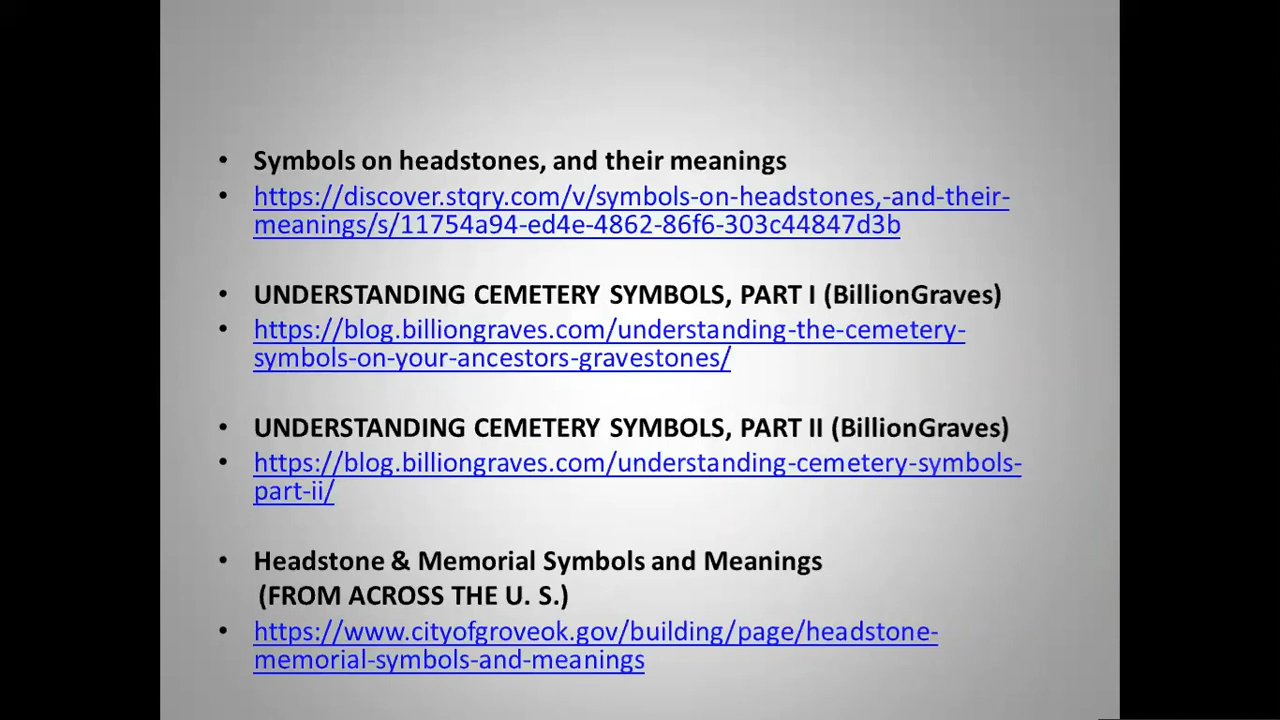 • Symbols on headstones, and their meanings
• https://discover.stqry.com/v/symbols-on-headstones,-and-their-
meanings/s/11754a94-ed4e-4862-86f6-303c44847d3b
• UNDERSTANDING CEMETERY SYMBOLS, PART I (BillionGraves)
• https://blog.billiongraves.com/understanding-the-cemetery-
symbols-on-your-ancestors-gravestones/
• UNDERSTANDING CEMETERY SYMBOLS, PART II (BillionGraves)
• https://blog.billiongraves.com/understanding-cemetery-symbols-
part-ii/
• Headstone & Memorial Symbols and Meanings
(FROM ACROSS THE U. S.)
• https://www.cityofgroveok.gov/building/page/headstone-
memorial-symbols-and-meanings